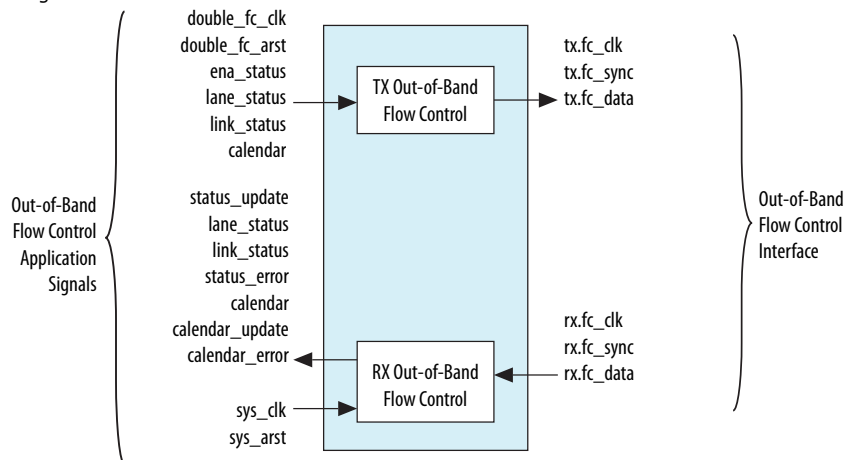 double_fc_clk
double_fc_arst
ena_status
lane_status
link_status
calendar
TX Out-of-Band
Flow Control
tx.fc_clk
tx.fc_sync
tx.fc_data
Out-of-Band
Flow Control
Application
Signals
status_update
lane_status
link_status
status_error
calendar
calendar_update
calendar_error
sys_clk
sys_arst
RX Out-of-Band
Flow Control
rx.fc_clk
rx.fc_sync
rx.fc_data
Out-of-Band
Flow Control
Interface